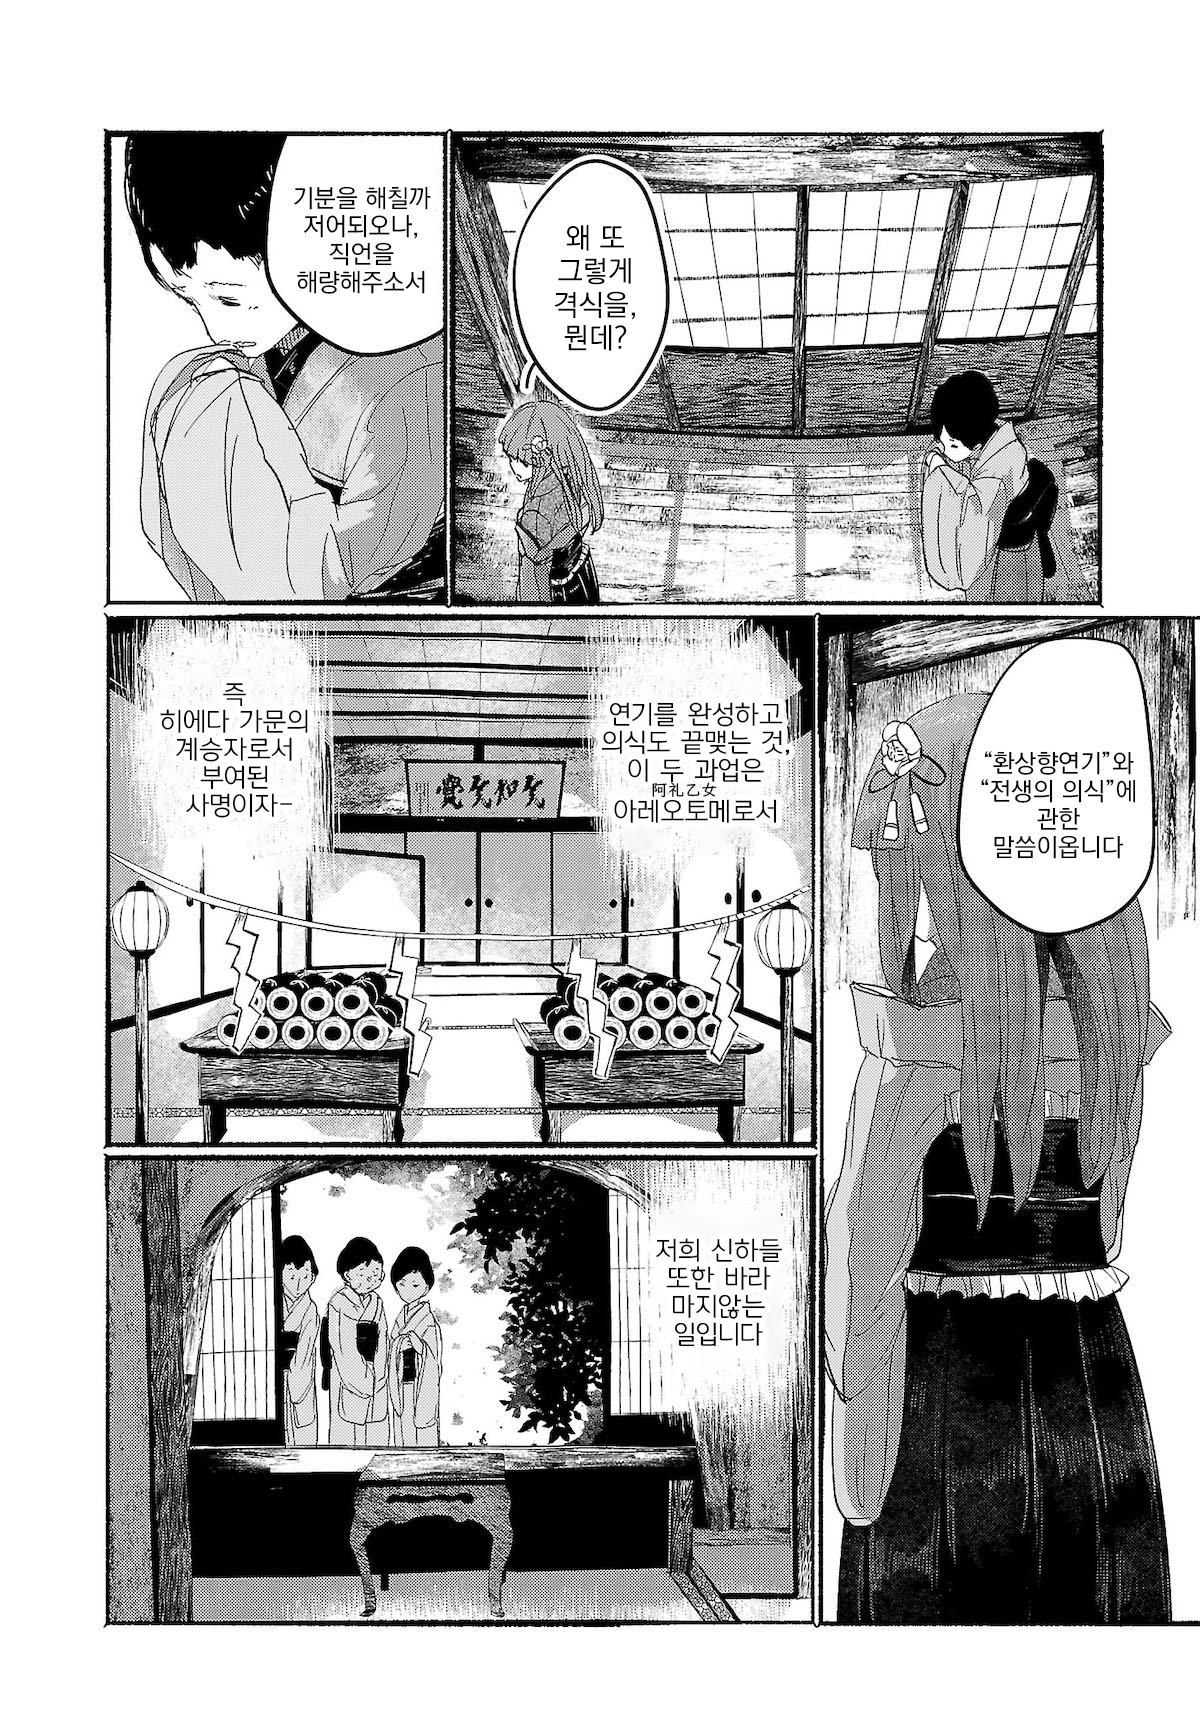 왜 또
그렇게
격식을,
뭔데?
기분을 해칠까
저어되오나,
직언을
해량해주소서
“환상향연기”와
“전생의 의식”에
관한
말씀이옵니다
연기를 완성하고
의식도 끝맺는 것,
이 두 과업은
阿礼乙女
아레오토메로서
즉
히에다 가문의
계승자로서
부여된
사명이자-
저희 신하들
또한 바라
마지않는
일입니다